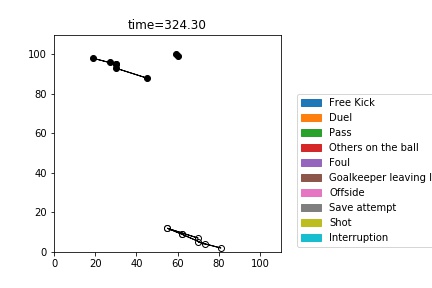 time=324.30
100
80
60
40
20
0
0 20 40 60 80 100
Free Kick
Duel
Pass
Others on the ball
Foul
Goalkeeper leaving l
Offside
Save attempt
Shot
Interruption